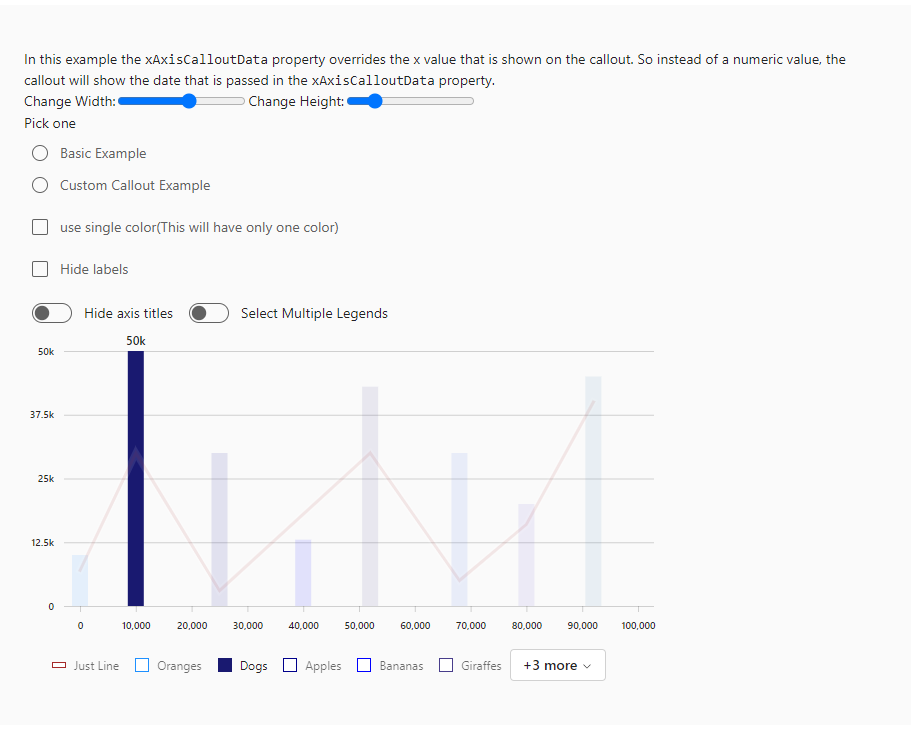 In this example the xAxisCalloutData property overrides the x value that is shown on the callout. So instead of a numeric value, the
callout will show the date that is passed in the xAxisCalloutData property.
Change Width: Change Height:
Pick one
Basic Example
Custom Callout Example
use single color(This will have only one color)
Hide labels
Hide axis titles Select Multiple Legends
50k
50k
37.5k
25k
12.5k
0
0 10,000 20,000 30,000 40,000 50,000 60,000 70,000 80,000 90,000 100,000
Just Line Oranges Dogs Apples Bananas Giraffes +3 more